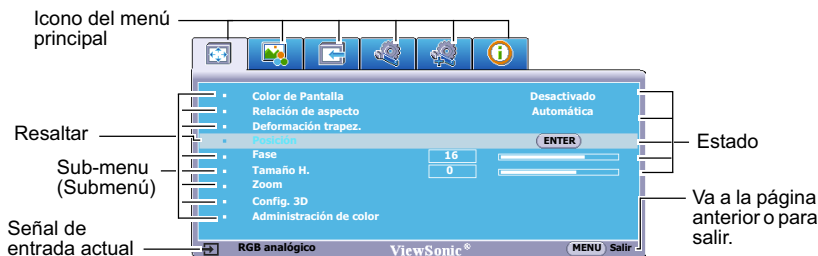 Icono del menú
principal
Color de Pantalla Desactivado
Relación de aspecto Automática
Deformación trapez.
Resaltar
Posición ENTER
Estado
Fase 16
Sub-menu
(Submenú)
Tamaño H. 0
Zoom
Config. 3D
Administración de color
Va a la página
anterior o para
salir.
Señal de
entrada actual
RGB analógico ViewSonic® MENU Salir